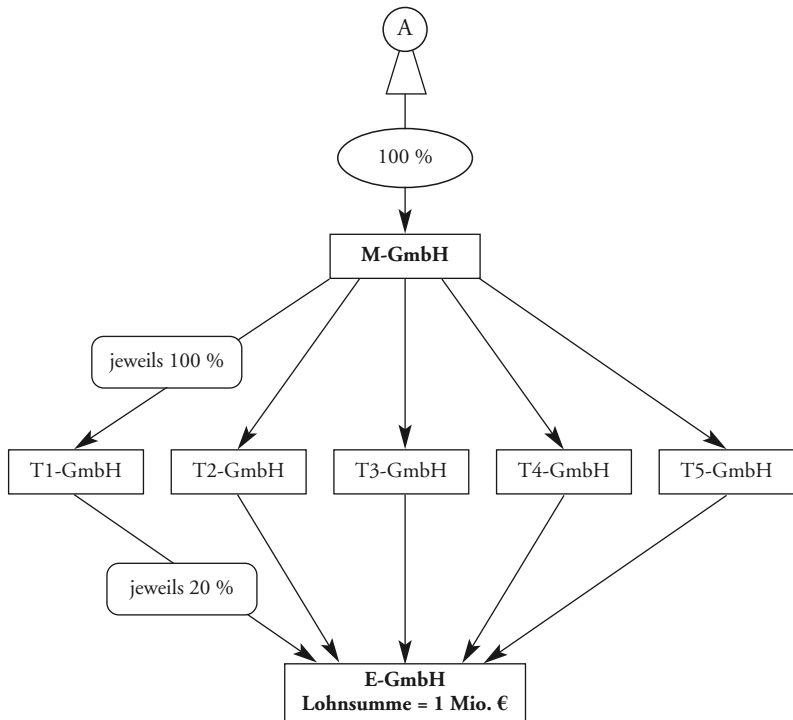 A
100 %
M-GmbH
jeweils 100 %
T1-GmbH
T2-GmbH
T3-GmbH
T4-GmbH
T5-GmbH
jeweils 20 %
E-GmbH
Lohnsumme = 1 Mio. €